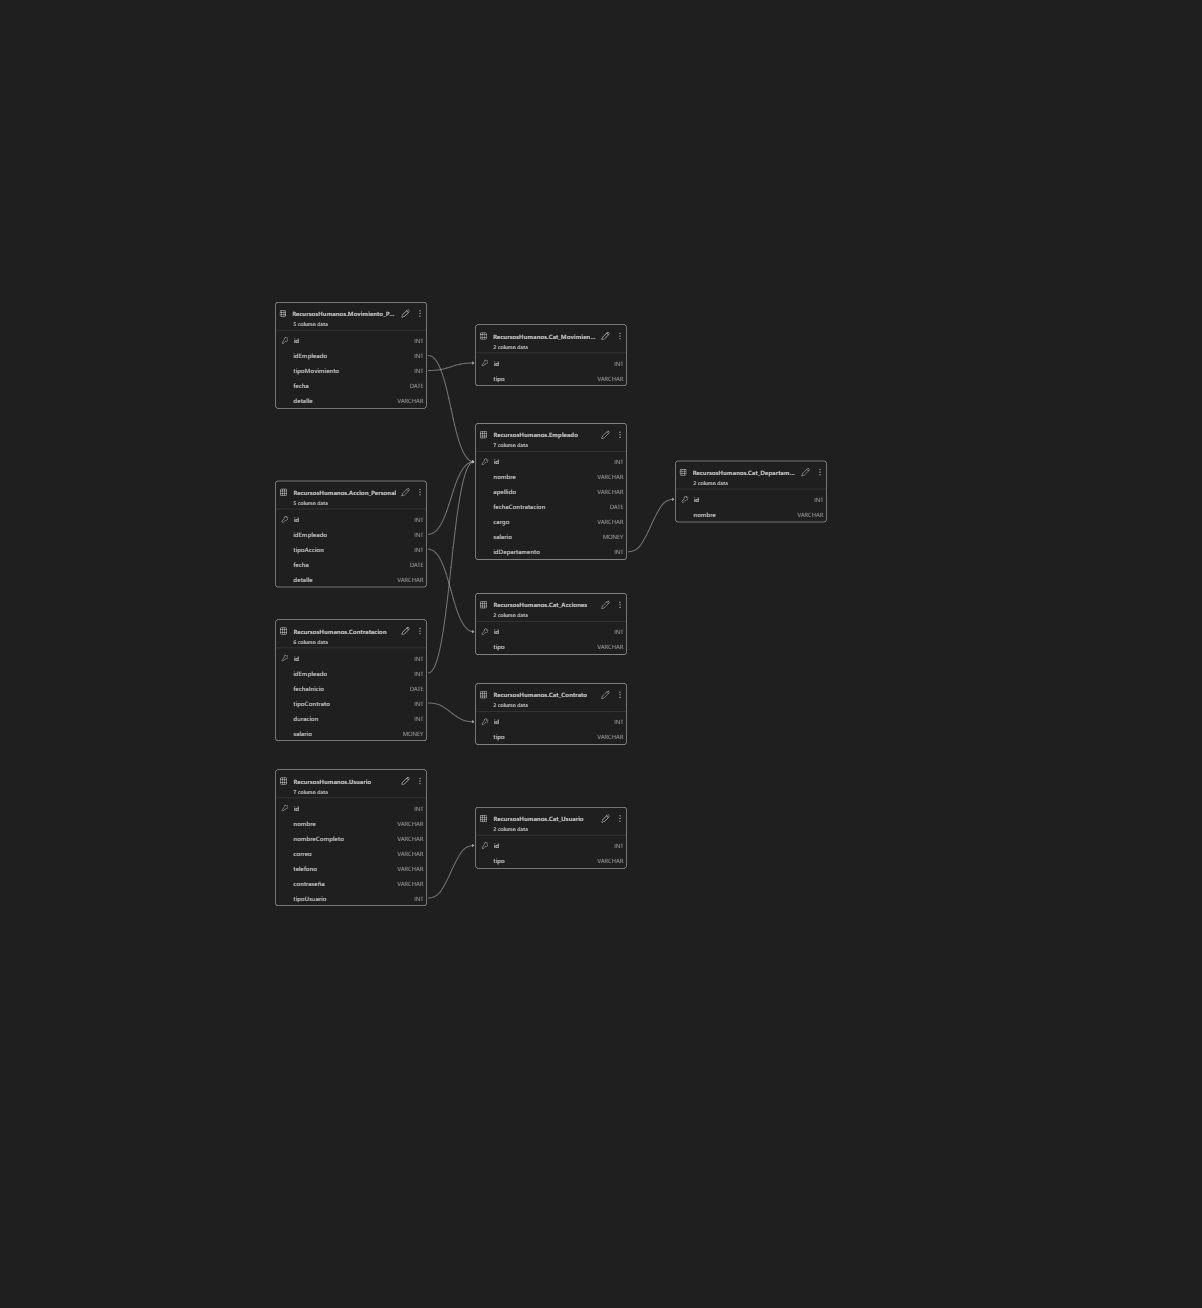 RecursosHumanos.Movimiento_P...
5 column data
id INT
idEmpleado INT
tipoMovimiento INT
fecha DATE
detalle VARCHAR
RecursosHumanos.Cat_Movimien...
2 column data
id INT
tipo VARCHAR
RecursosHumanos.Empleado
7 column data
id INT
nombre VARCHAR
apellido VARCHAR
fechaContratacion DATE
cargo VARCHAR
salario MONEY
idDepartamento INT
RecursosHumanos.Cat_Departam...
2 column data
id INT
nombre VARCHAR
RecursosHumanos.Accion_Personal
5 column data
id INT
idEmpleado INT
tipoAccion INT
fecha DATE
detalle VARCHAR
RecursosHumanos.Cat_Acciones
2 column data
id INT
tipo VARCHAR
RecursosHumanos.Contratacion
6 column data
id INT
idEmpleado INT
fechaInicio DATE
tipoContrato INT
duracion INT
salario MONEY
RecursosHumanos.Cat_Contrato
2 column data
id INT
tipo VARCHAR
RecursosHumanos.Usuario
7 column data
id INT
nombre VARCHAR
nombreCompleto VARCHAR
correo VARCHAR
telefono VARCHAR
contraseña VARCHAR
tipoUsuario INT
RecursosHumanos.Cat_Usuario
2 column data
id INT
tipo VARCHAR